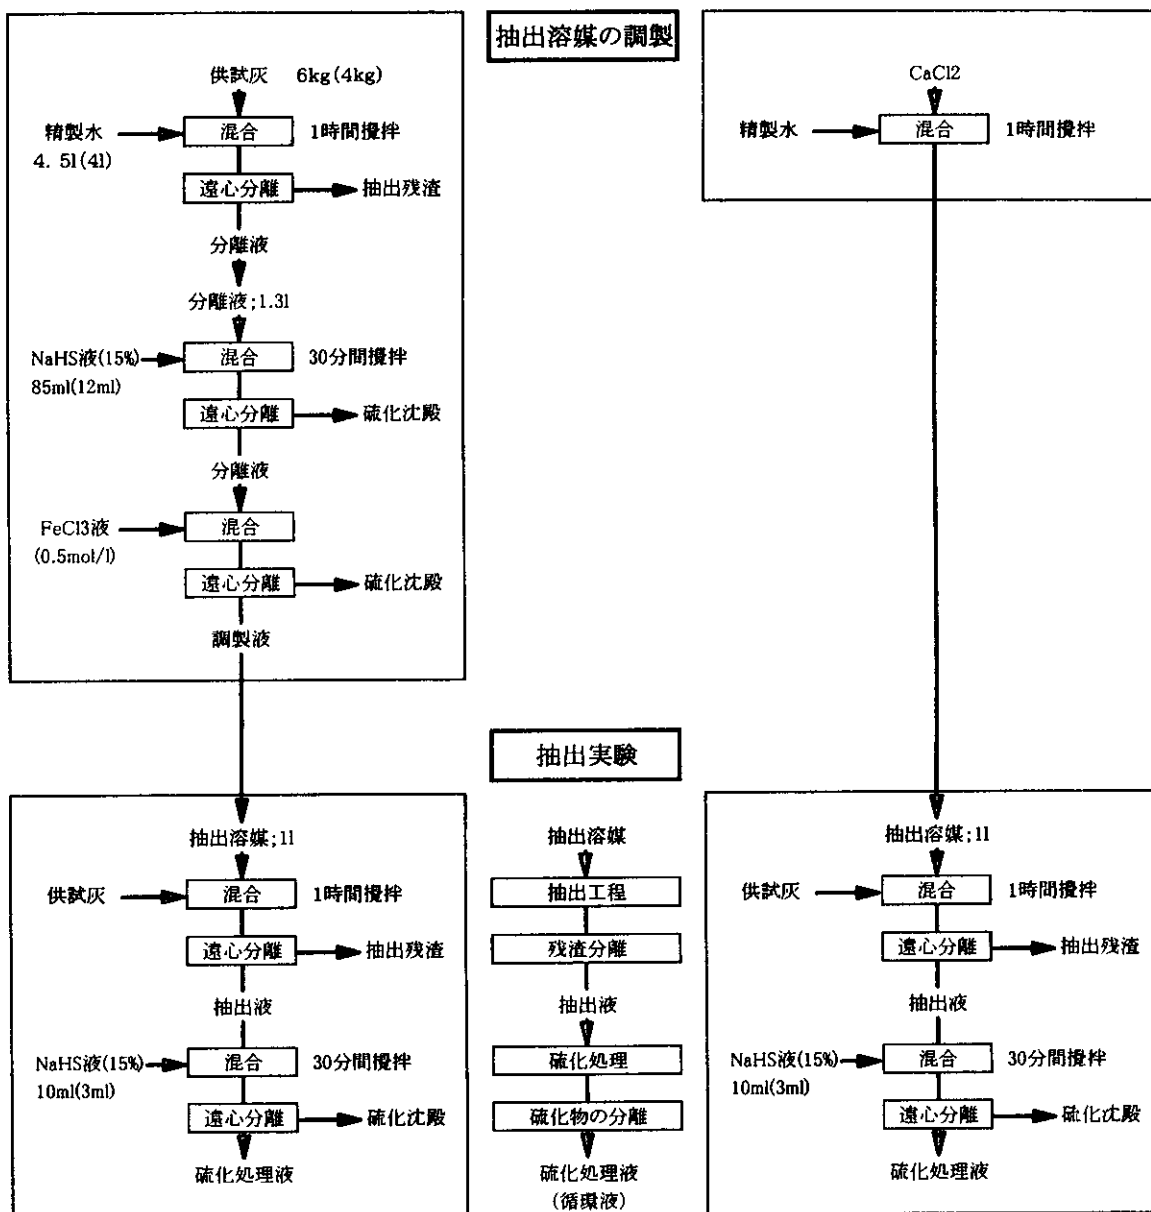 抽出溶媒の調製
供試灰 6kg(4kg)
精製水
4. 5l(4l)
混合
1時間攪拌
遠心分離
抽出残渣
分離液
分離液;1.3l
NaHS液(15%)
85ml(12ml)
混合
30分間攪拌
遠心分離
硫化沈殿
分離液
FeCl3液
(0.5mol/l)
混合
遠心分離
硫化沈殿
調製液
CaCl2
精製水
混合
1時間攪拌
抽出実験
抽出溶媒;1l
供試灰
混合
1時間攪拌
遠心分離
抽出残渣
抽出液
NaHS液(15%)
10ml(3ml)
混合
30分間攪拌
遠心分離
硫化沈殿
硫化処理液
抽出溶媒
抽出工程
残渣分離
抽出液
硫化処理
硫化物の分離
硫化処理液
(循環液)
抽出溶媒;1l
供試灰
混合
1時間攪拌
遠心分離
抽出残渣
抽出液
NaHS液(15%)
10ml(3ml)
混合
30分間攪拌
遠心分離
硫化沈殿
硫化処理液